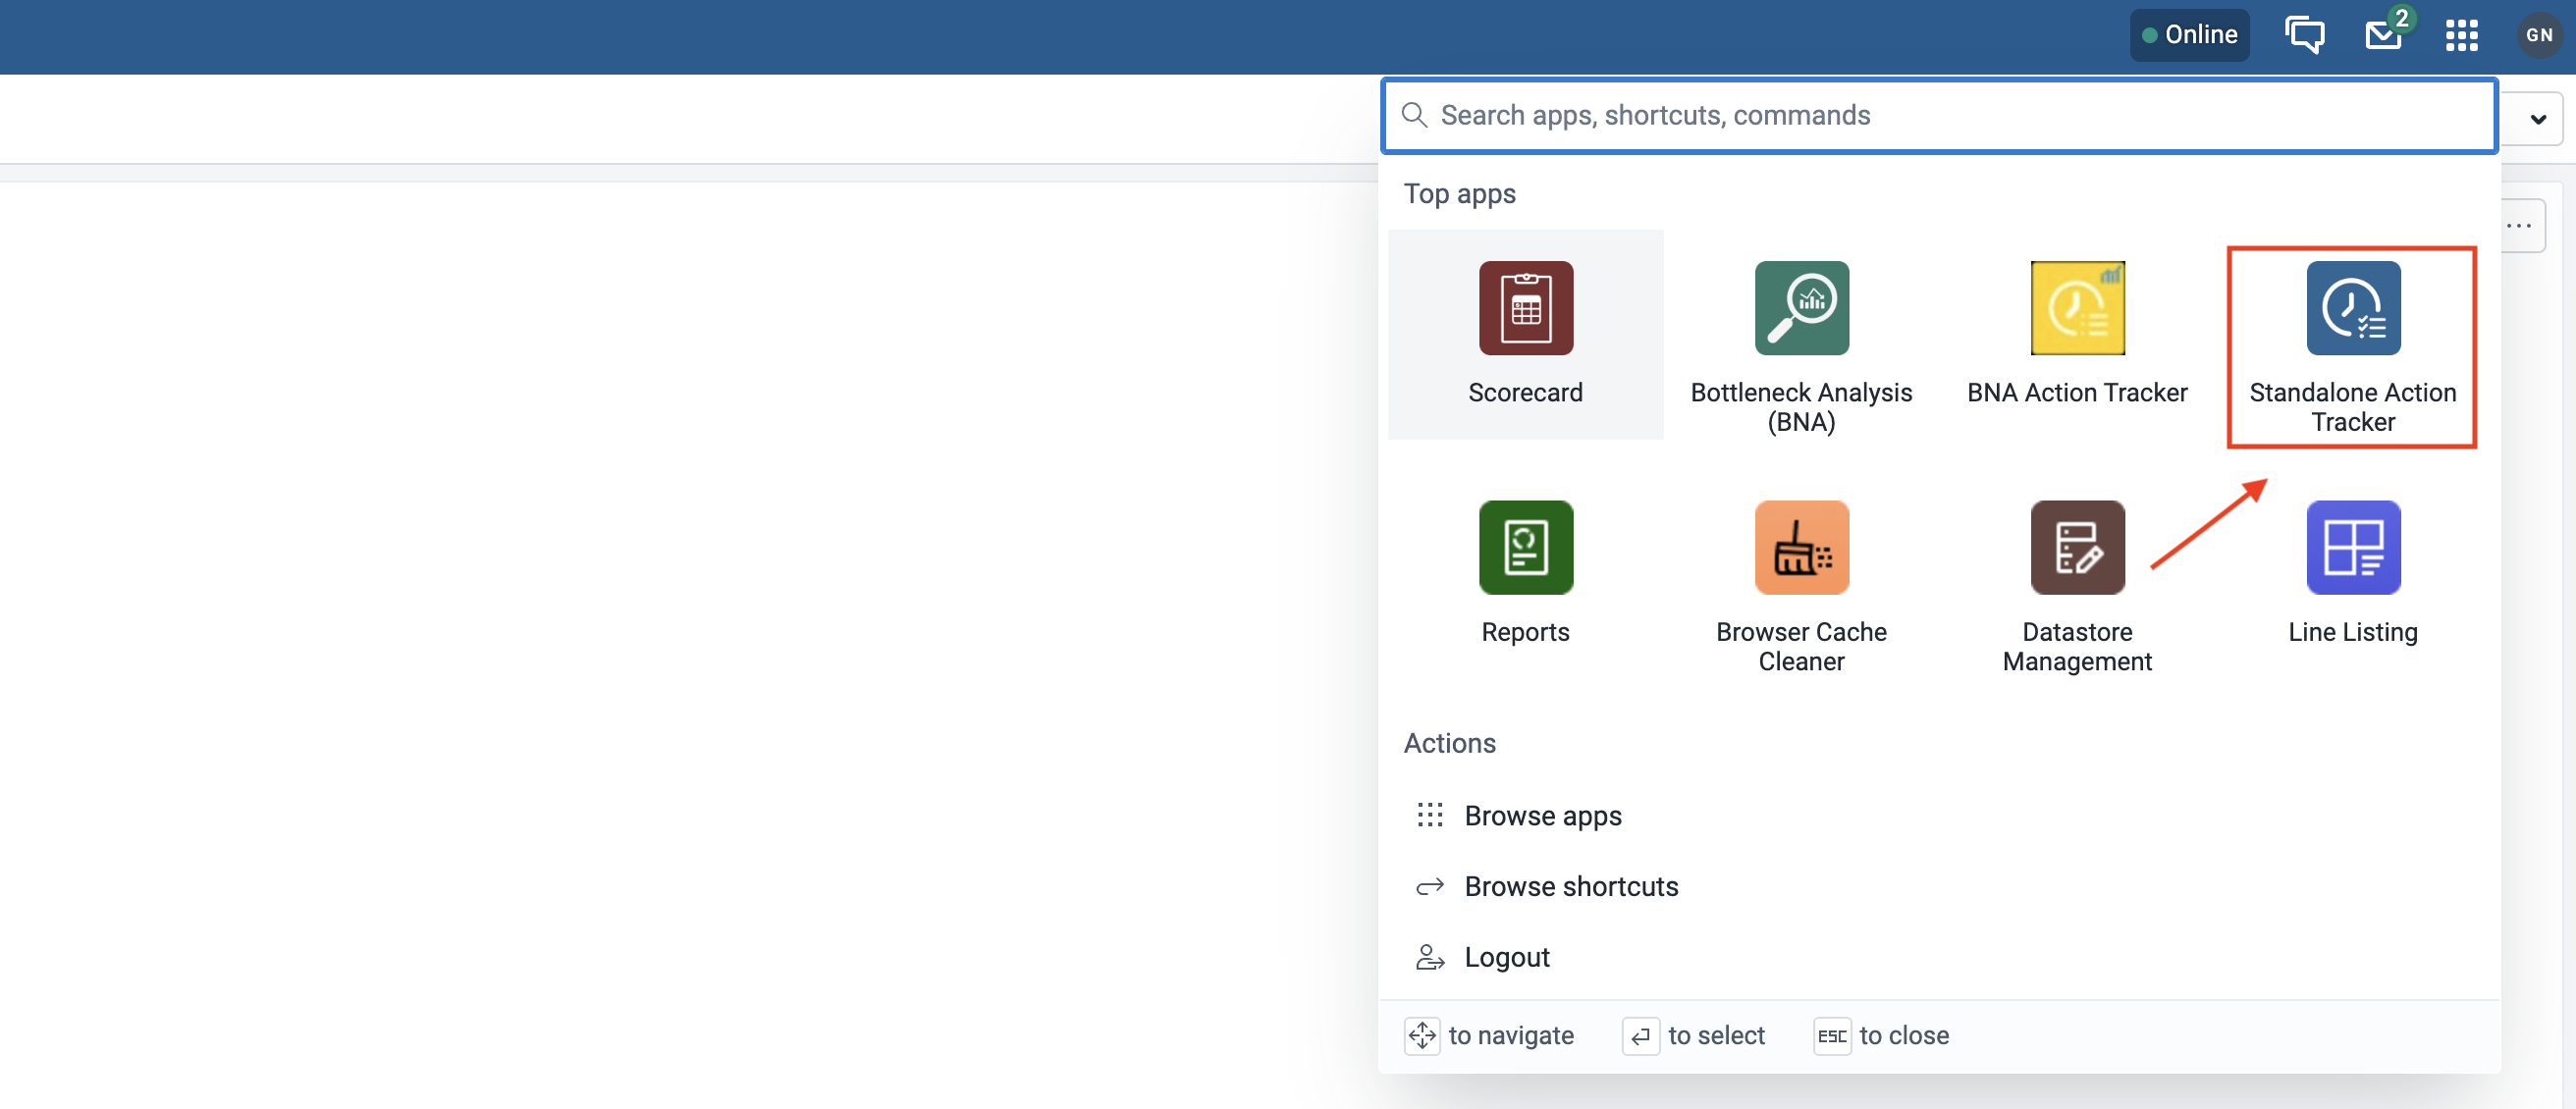 Online
2
GN
Search apps, shortcuts, commands
Top apps
Scorecard
Bottleneck Analysis
(BNA)
BNA Action Tracker
Standalone Action
Tracker
Reports
Browser Cache
Cleaner
Datastore
Management
Line Listing
Actions
Browse apps
Browse shortcuts
Logout
to navigate
to select
ESC to close